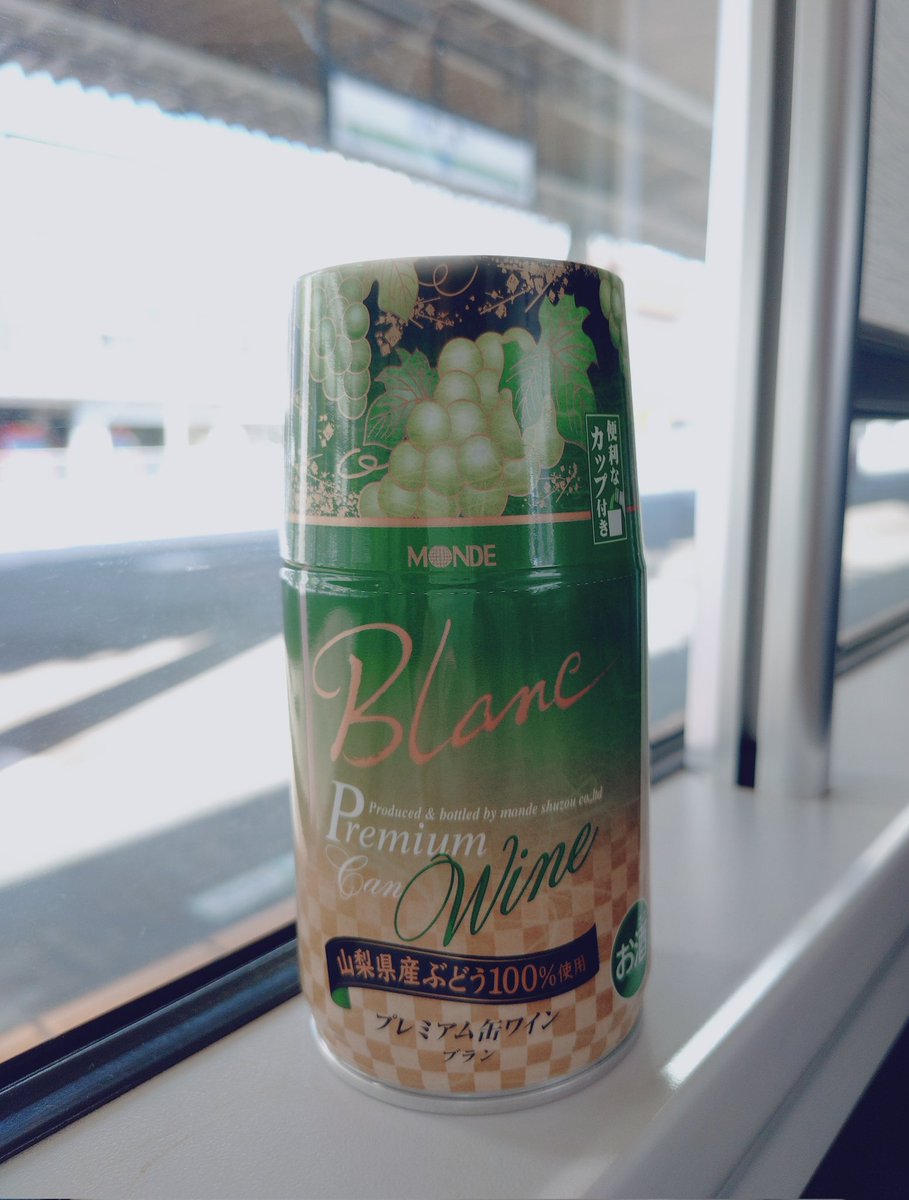 便利な
カップ付き
MONDE
Blanc
Produced & bottled by mande shuzou co.,ltd
Premium
Can Wine
山梨県産ぶどう100%使用
お酒
プレミアム缶ワイン
ブラン